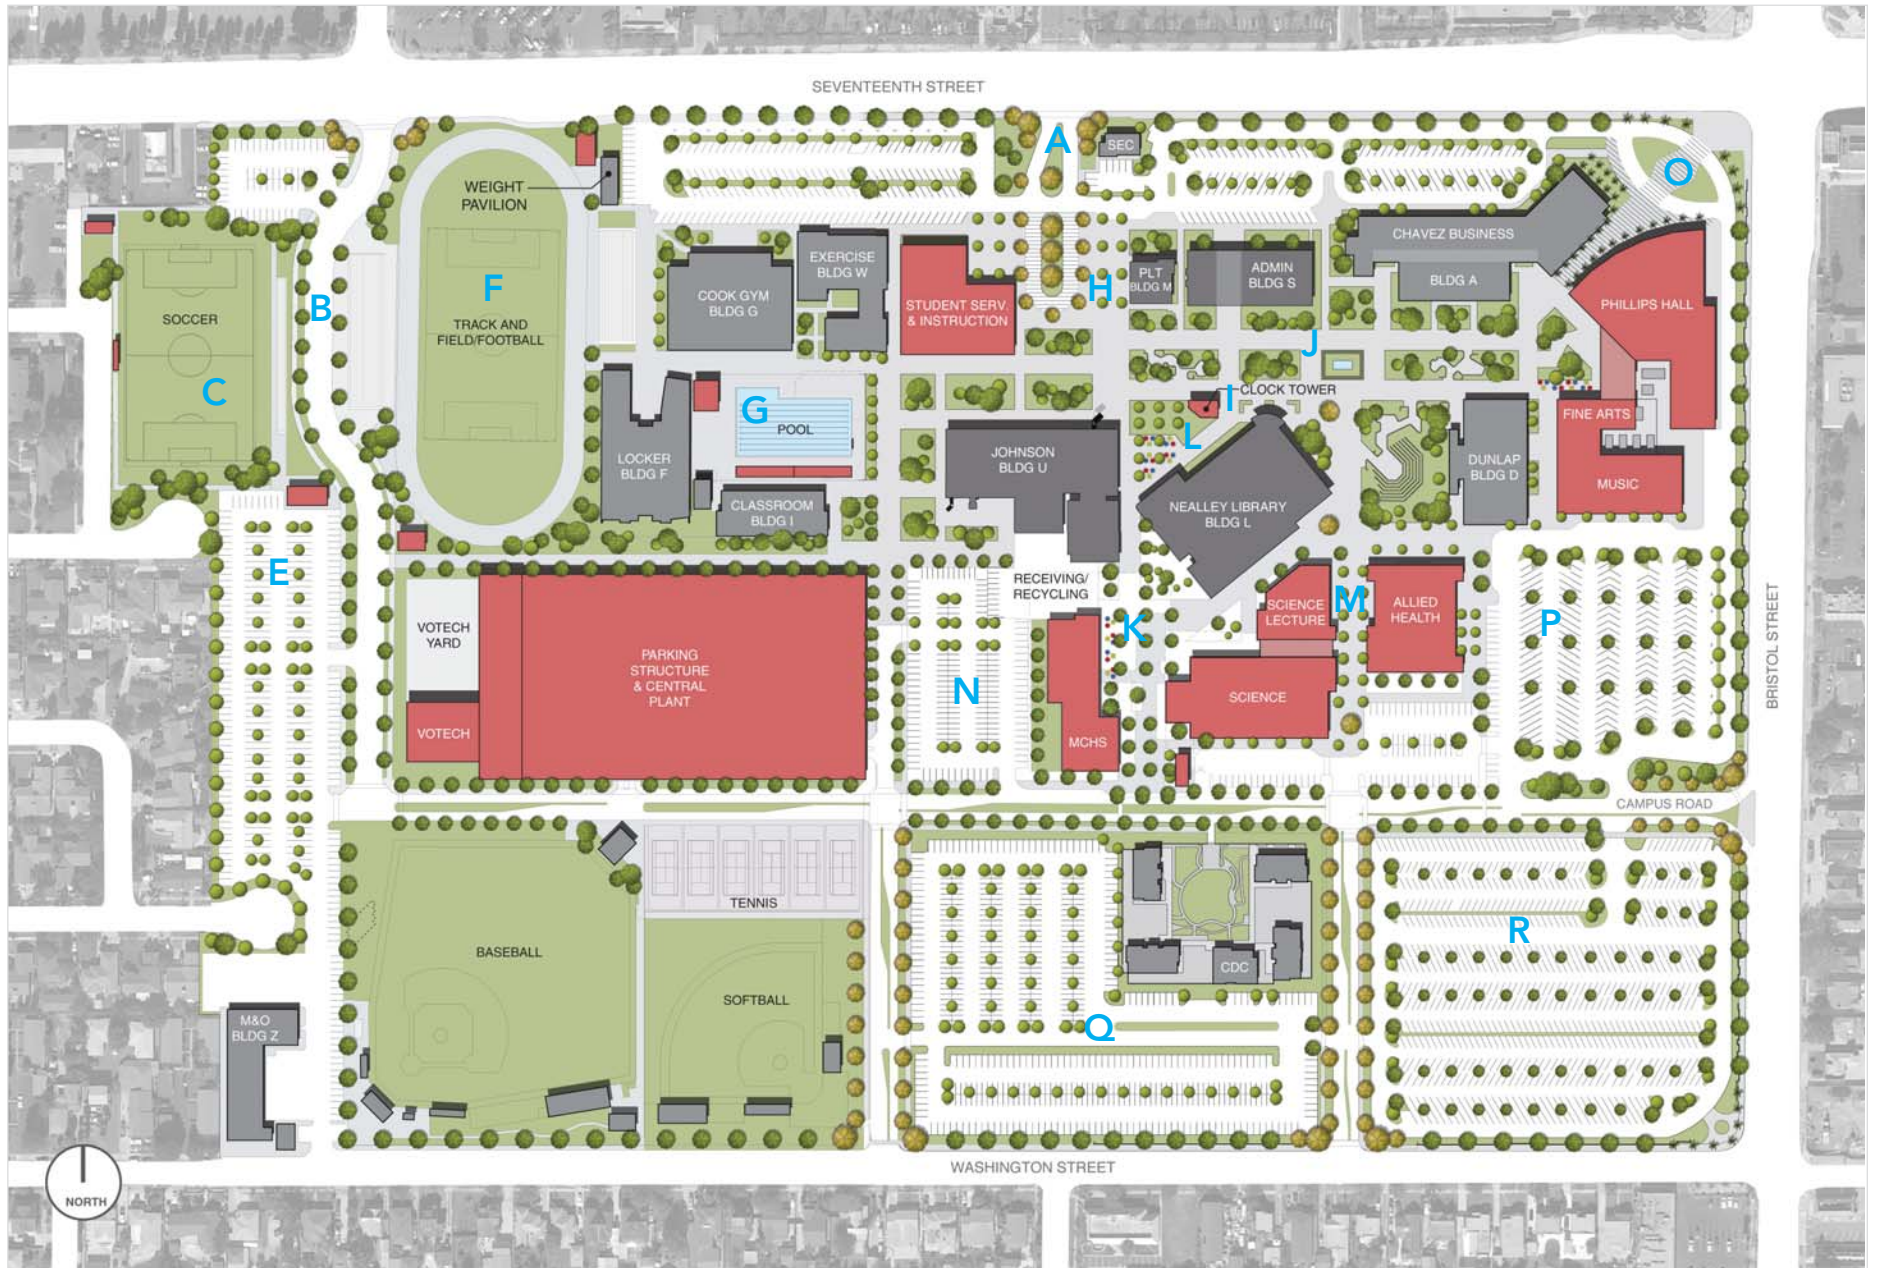 SEVENTEENTH STREET
A
SEC
O
WEIGHT
PAVILION
CHAVEZ BUSINESS
BLDG A
EXERCISE
BLDG W
PLT
BLDG M
ADMIN
BLDG S
COOK GYM
BLDG G
STUDENT SERV.
& INSTRUCTION
H
PHILLIPS HALL
B
F
SOCCER
TRACK AND
FIELD/FOOTBALL
J
C
G
I
CLOCK TOWER
POOL
L
FINE ARTS
LOCKER
BLDG F
JOHNSON
BLDG U
DUNLAP
BLDG D
MUSIC
CLASSROOM
BLDG I
NEALLEY LIBRARY
BLDG L
E
RECEIVING/
RECYCLING
SCIENCE
LECTURE
M
ALLIED
HEALTH
P
K
VOTECH
YARD
PARKING
STRUCTURE
& CENTRAL
PLANT
N
SCIENCE
BRISTOL STREET
VOTECH
MCHS
CAMPUS ROAD
TENNIS
BASEBALL
R
CDC
SOFTBALL
Q
M&O
BLDG Z
WASHINGTON STREET
NORTH